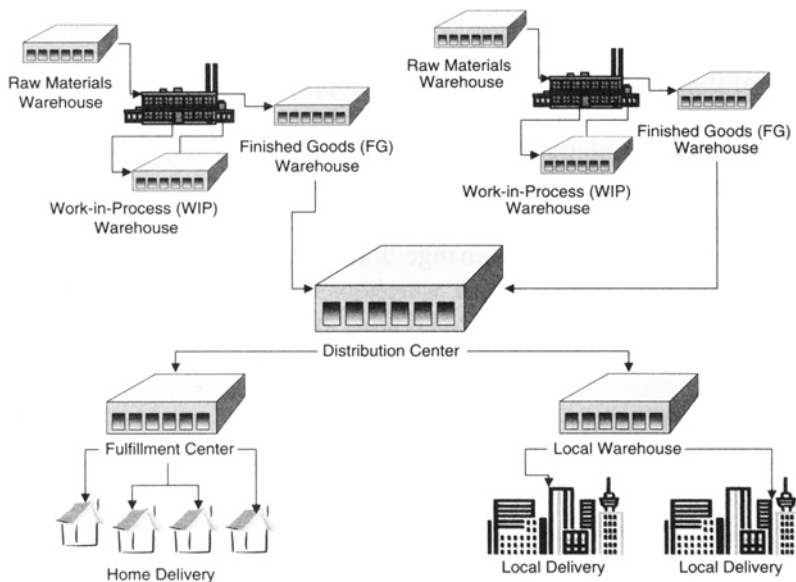 Raw Materials
Warehouse
Finished Goods (FG)
Warehouse
Work-in-Process (WIP)
Warehouse
Raw Materials
Warehouse
Finished Goods (FG)
Warehouse
Work-in-Process (WIP)
Warehouse
Distribution Center
Fulfillment Center
Local Warehouse
Home Delivery
Local Delivery
Local Delivery